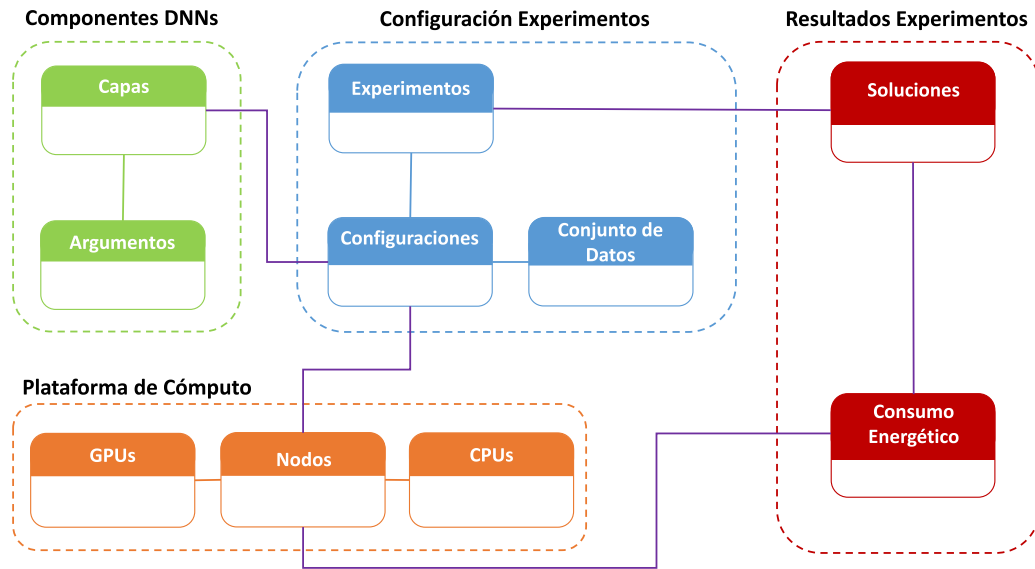 Componentes DNNs
Configuración Experimentos
Resultados Experimentos
Capas
Experimentos
Soluciones
Argumentos
Configuraciones
Conjunto de
Datos
Plataforma de Cómputo
GPUs
Nodos
CPUs
Consumo
Energético